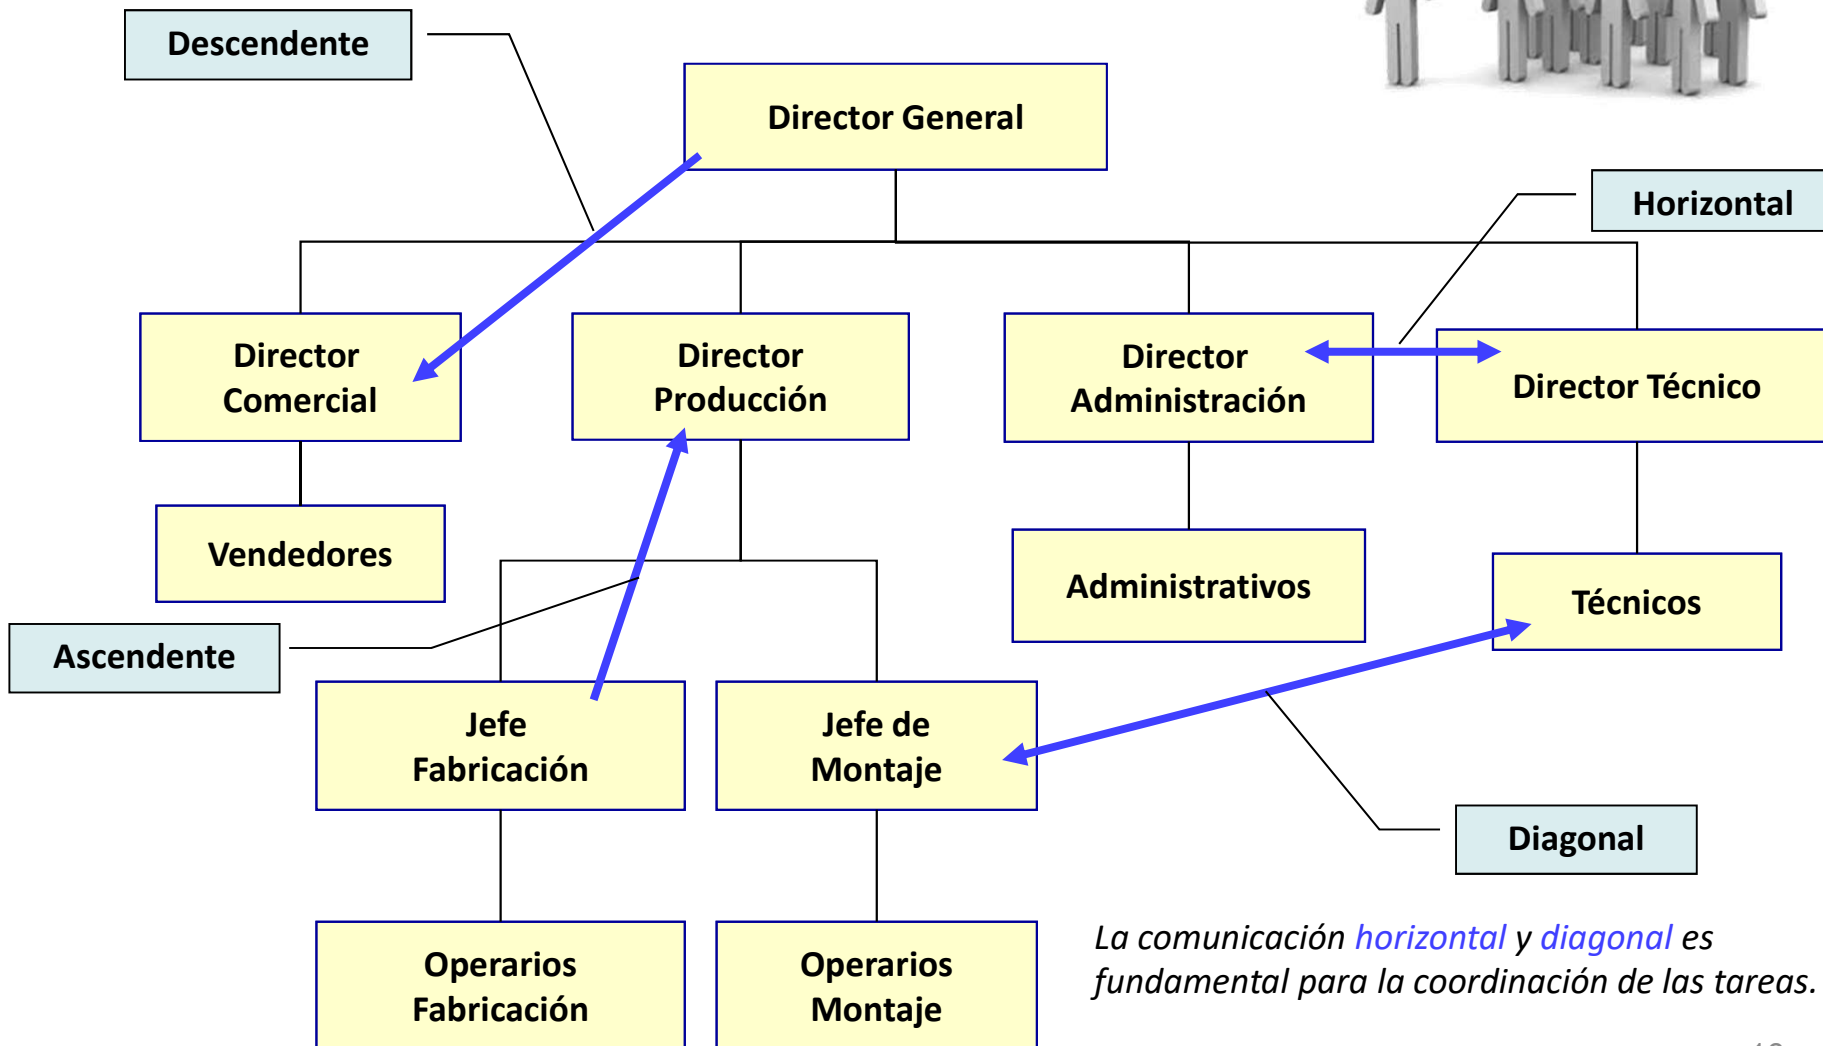 Descendente
Director General
Horizontal
Director
Comercial
Director
Producción
Director
Administración
Director Técnico
Vendedores
Administrativos
Técnicos
Ascendente
Jefe
Fabricación
Jefe de
Montaje
Diagonal
Operarios
Fabricación
Operarios
Montaje
La comunicación horizontal y diagonal es
fundamental para la coordinación de las tareas.